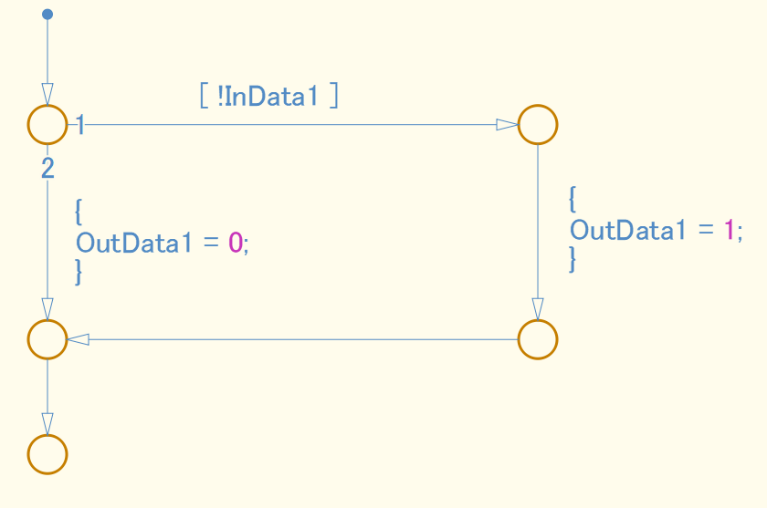 [ !InData1 ]
1
2
{
OutData1 = 0;
}
{
OutData1 = 1;
}